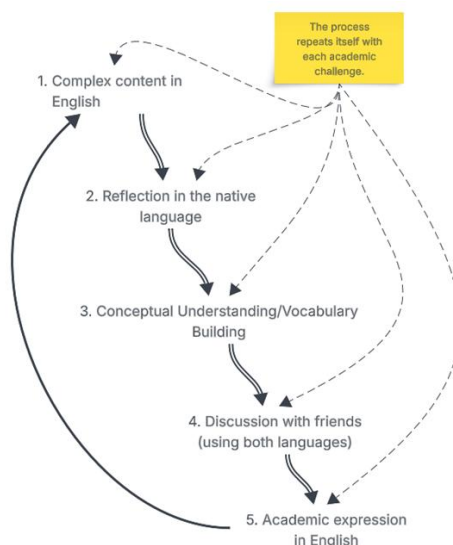 The process
repeats itself with
each academic
challenge.
1. Complex content in
English
2. Reflection in the native
language
3. Conceptual Understanding/Vocabulary
Building
4. Discussion with friends
(using both languages)
5. Academic expression
in English